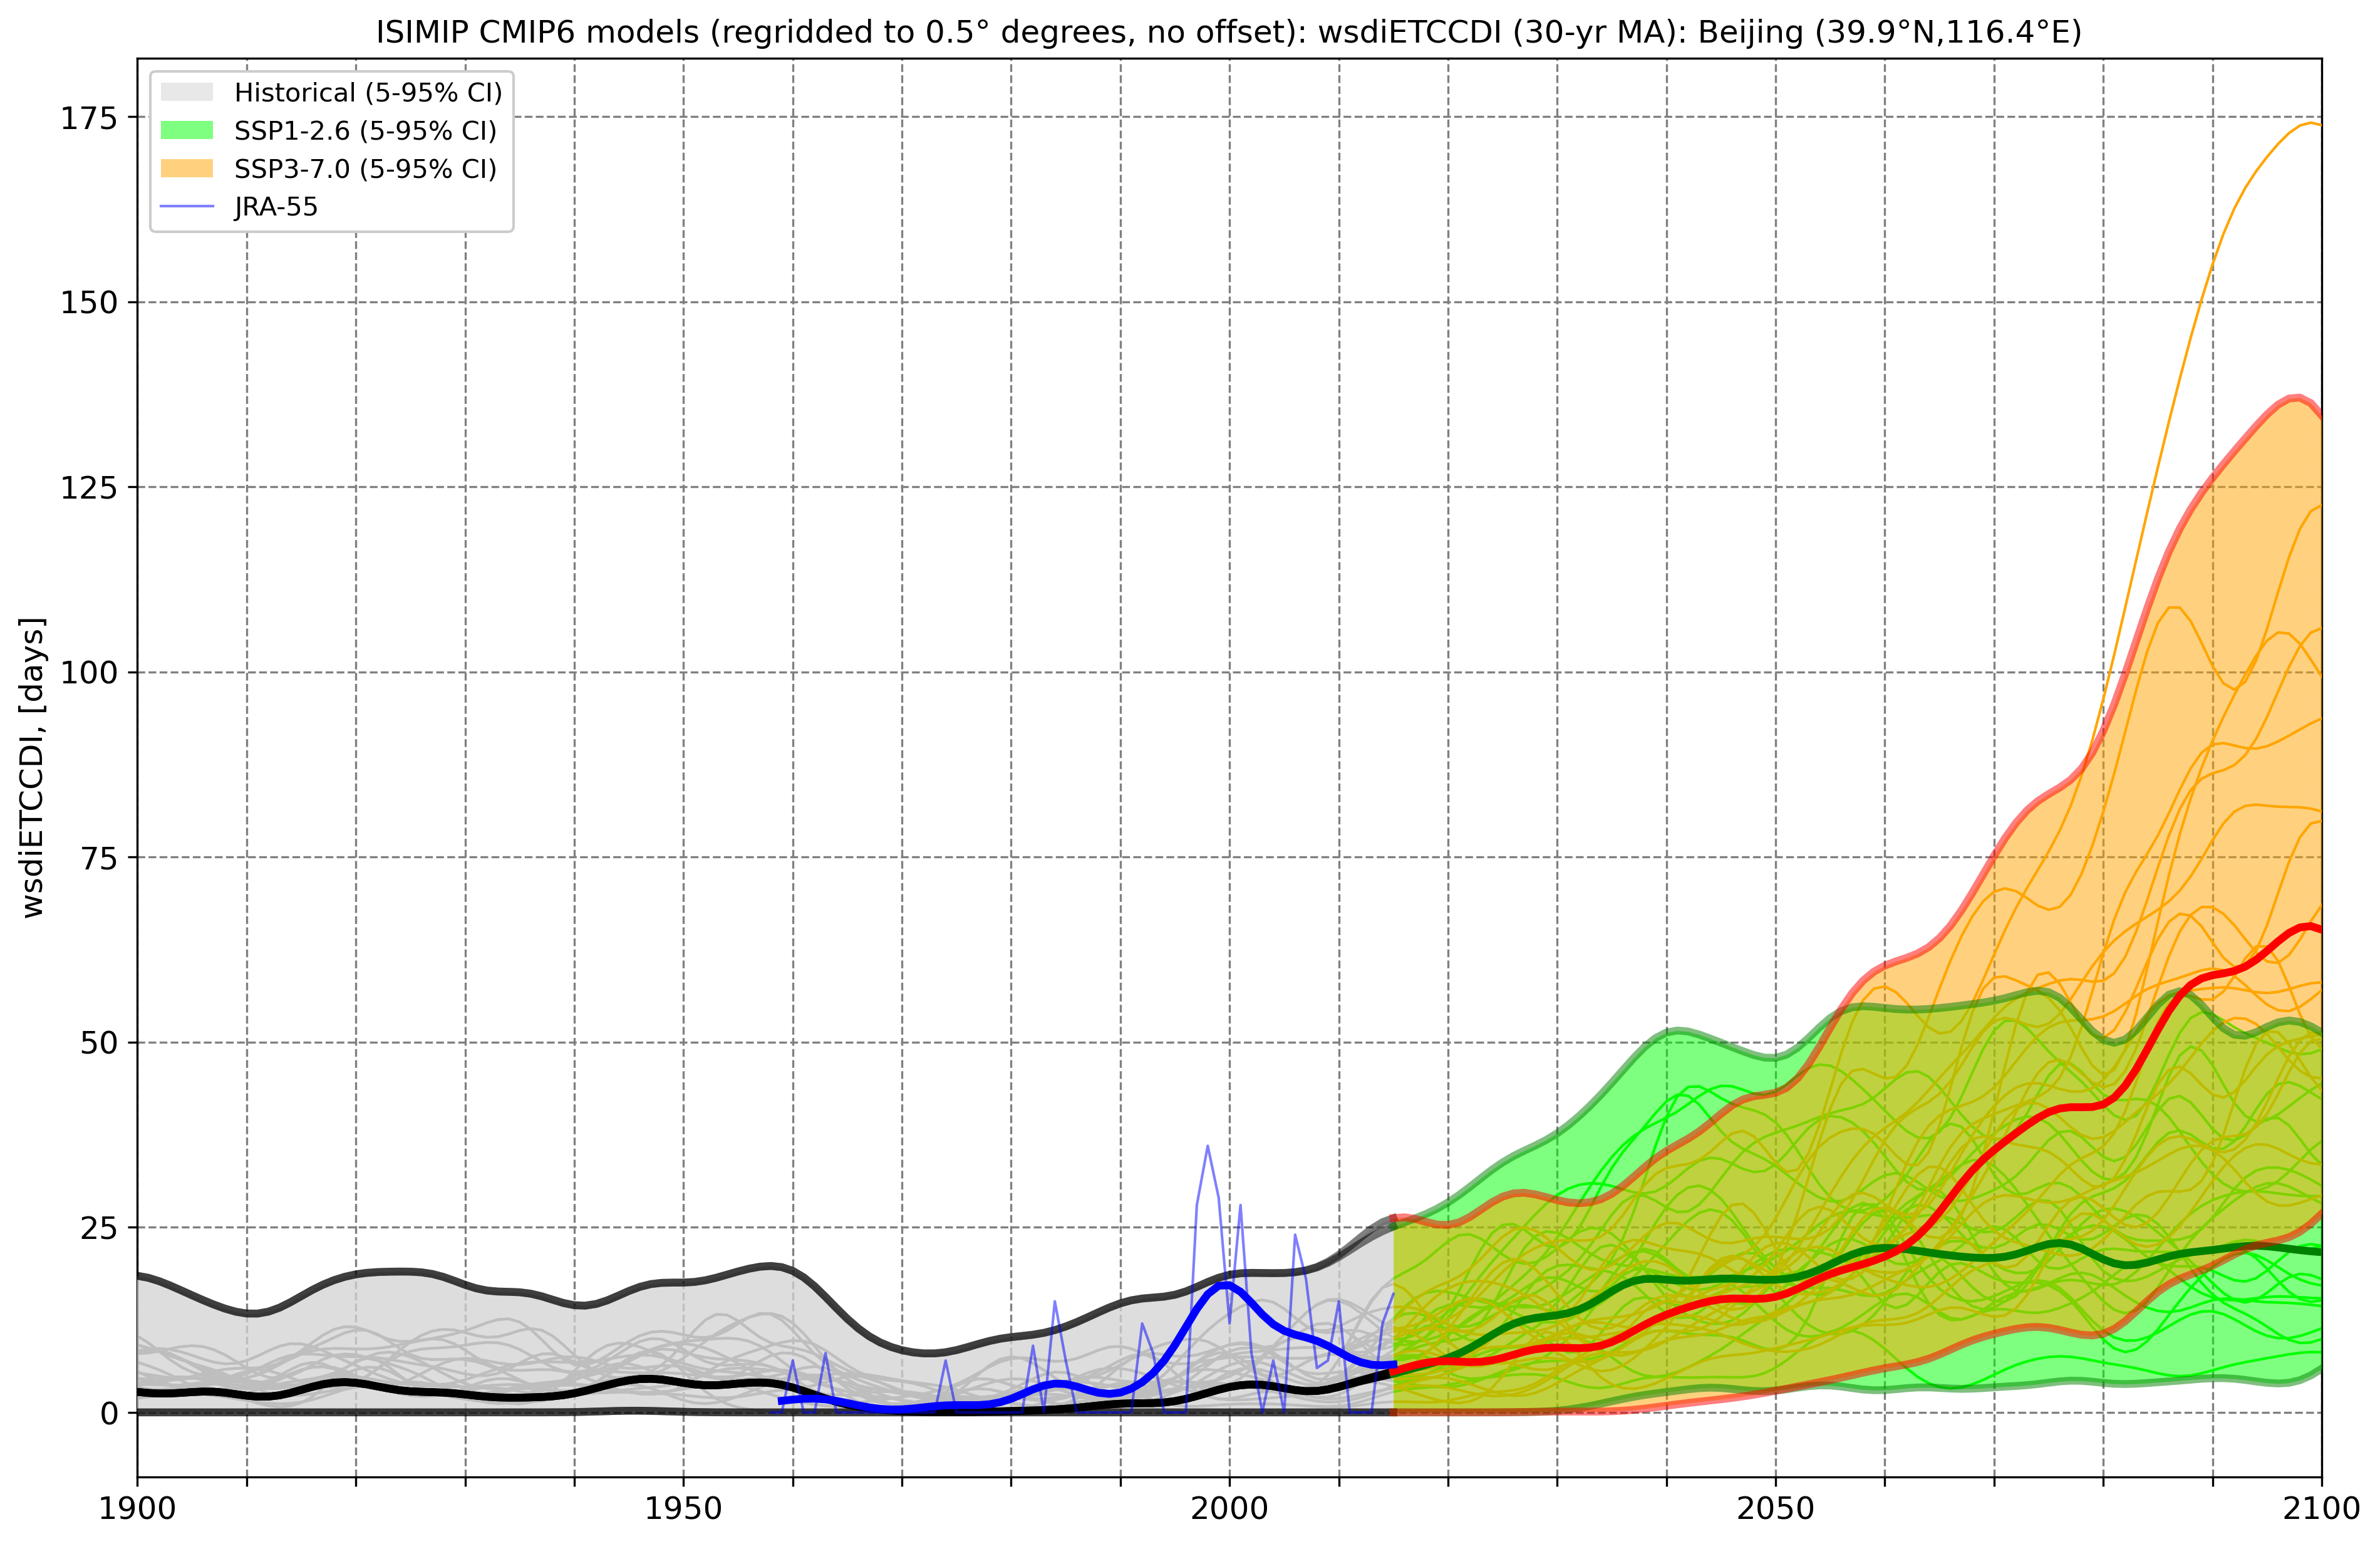 ISIMIP CMIP6 models (regridded to 0.5° degrees, no offset): wsdiETCCDI (30-yr MA): Beijing (39.9°N,116.4°E)
Historical (5-95% CI)
SSP1-2.6 (5-95% CI)
SSP3-7.0 (5-95% CI)
JRA-55
wsdiETCCDI, [days]
175
150
125
100
75
50
25
0
1900 1950 2000 2050 2100